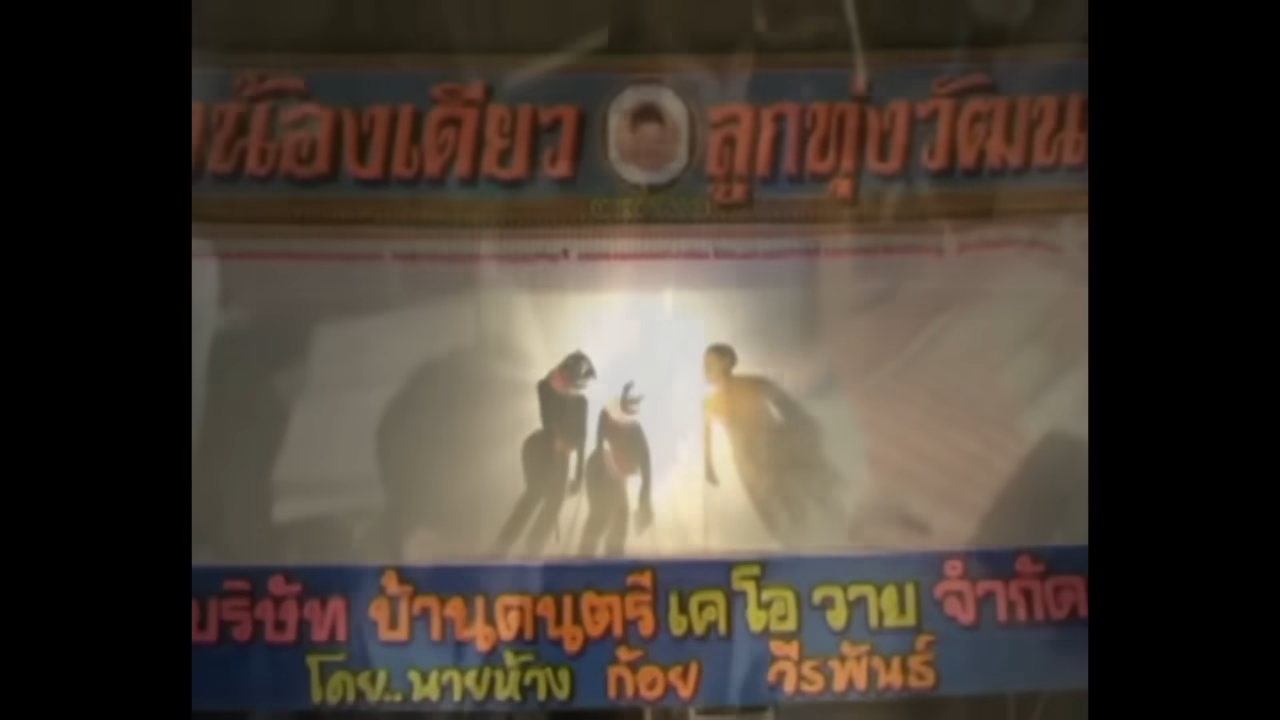 น้องเดียว ลูกทุ่งวัฒน
บริษัท บ้านดนตรี เค โอ วาย จำกัด
โดย..นายห้าง ก้อย วีรพันธ์